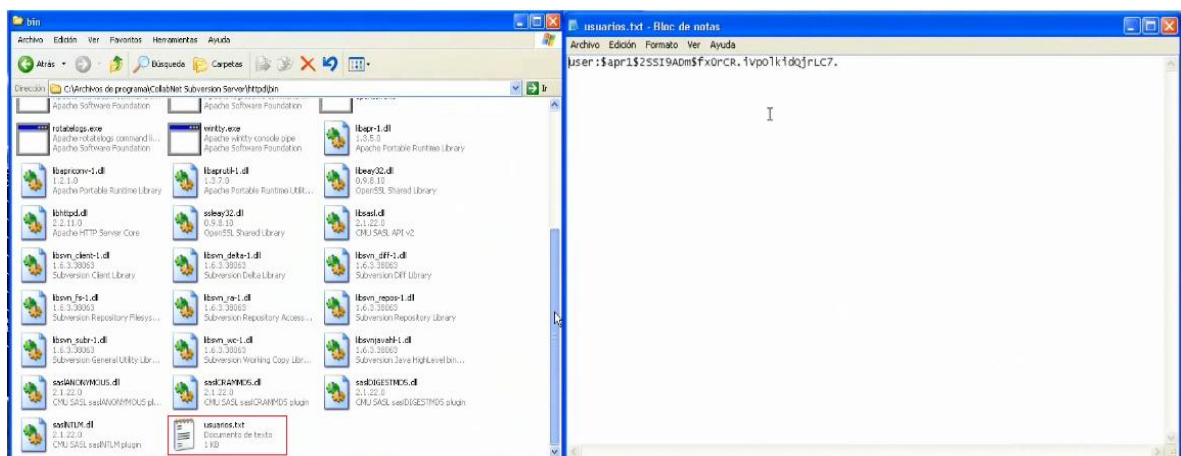 bin
Archivo Edición Ver Favoritos Herramientas Ayuda
Atrás Búsqueda Carpetas
Dirección C:\Archivos de programa\CollabNet Subversion Server\httpd\bin Ir
Apache Software Foundation
Apache Software Foundation
rotatelogs.exe
Apache rotatelogs command li...
Apache Software Foundation
wintty.exe
Apache wintty console pipe
Apache Software Foundation
libapr-1.dll
1.3.5.0
Apache Portable Runtime Library
libapriconv-1.dll
1.2.1.0
Apache Portable Runtime Library
libaprutil-1.dll
1.3.7.0
Apache Portable Runtime Utilit...
libeay32.dll
0.9.8.10
OpenSSL Shared Library
libhttpd.dll
2.2.11.0
Apache HTTP Server Core
ssleay32.dll
0.9.8.10
OpenSSL Shared Library
libsasl.dll
2.1.22.0
CMU SASL API v2
libsvn_client-1.dll
1.6.3.38063
Subversion Client Library
libsvn_delta-1.dll
1.6.3.38063
Subversion Delta Library
libsvn_diff-1.dll
1.6.3.38063
Subversion Diff Library
libsvn_fs-1.dll
1.6.3.38063
Subversion Repository Filesys...
libsvn_ra-1.dll
1.6.3.38063
Subversion Repository Access...
libsvn_repos-1.dll
1.6.3.38063
Subversion Repository Library
libsvn_subr-1.dll
1.6.3.38063
Subversion General Utility Libr...
libsvn_wc-1.dll
1.6.3.38063
Subversion Working Copy Libr...
libsvnjavahl-1.dll
1.6.3.38063
Subversion Java HighLevel bin...
saslANONYMOUS.dll
2.1.22.0
CMU SASL saslANONYMOUS pl...
saslCRAMMD5.dll
2.1.22.0
CMU SASL saslCRAMMD5 plugin
saslDIGESTMD5.dll
2.1.22.0
CMU SASL saslDIGESTMD5 plugin
saslNTLM.dll
2.1.22.0
CMU SASL saslNTLM plugin
usuarios.txt
Documento de texto
1 KB
usuarios.txt - Bloc de notas
Archivo Edición Formato Ver Ayuda
user:$apr1$2SSI9ADm$fxOrCR.ivpolkidQjrLC7.